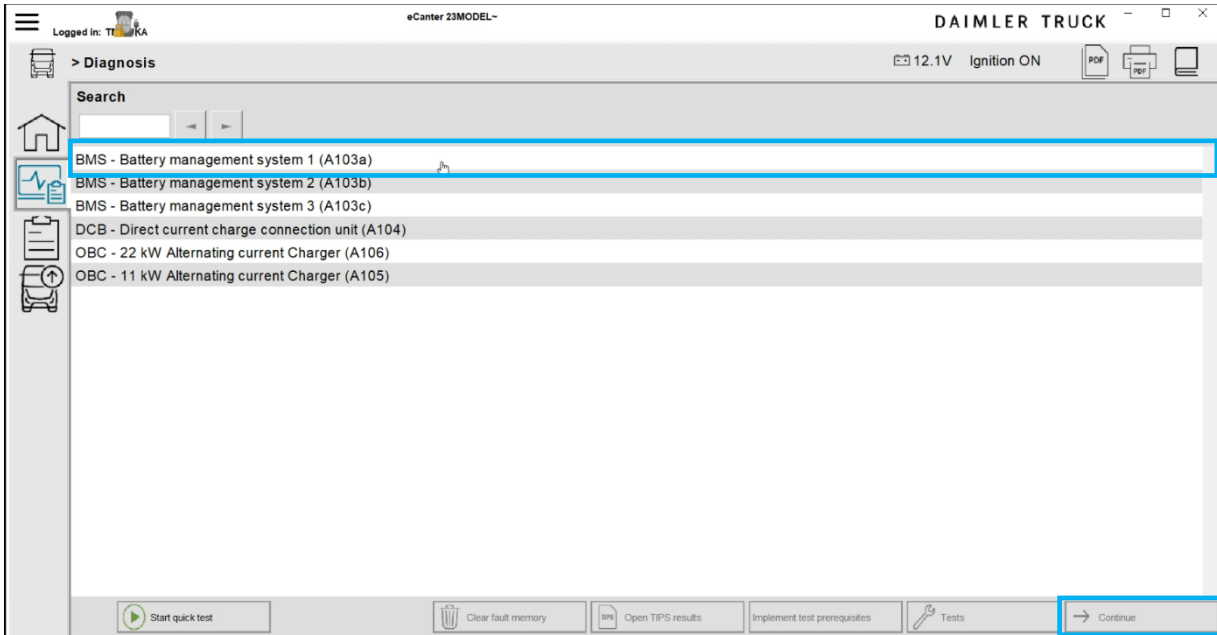 eCanter 23MODEL~
DAIMLER TRUCK
Logged in:
> Diagnosis
12.1V Ignition ON
PDF
PDF
Search
BMS - Battery management system 1 (A103a)
BMS - Battery management system 2 (A103b)
BMS - Battery management system 3 (A103c)
DCB - Direct current charge connection unit (A104)
OBC - 22 kW Alternating current Charger (A106)
OBC - 11 kW Alternating current Charger (A105)
Start quick test
Clear fault memory
TIPS Open TIPS results
Implement test prerequisites
Tests
Continue